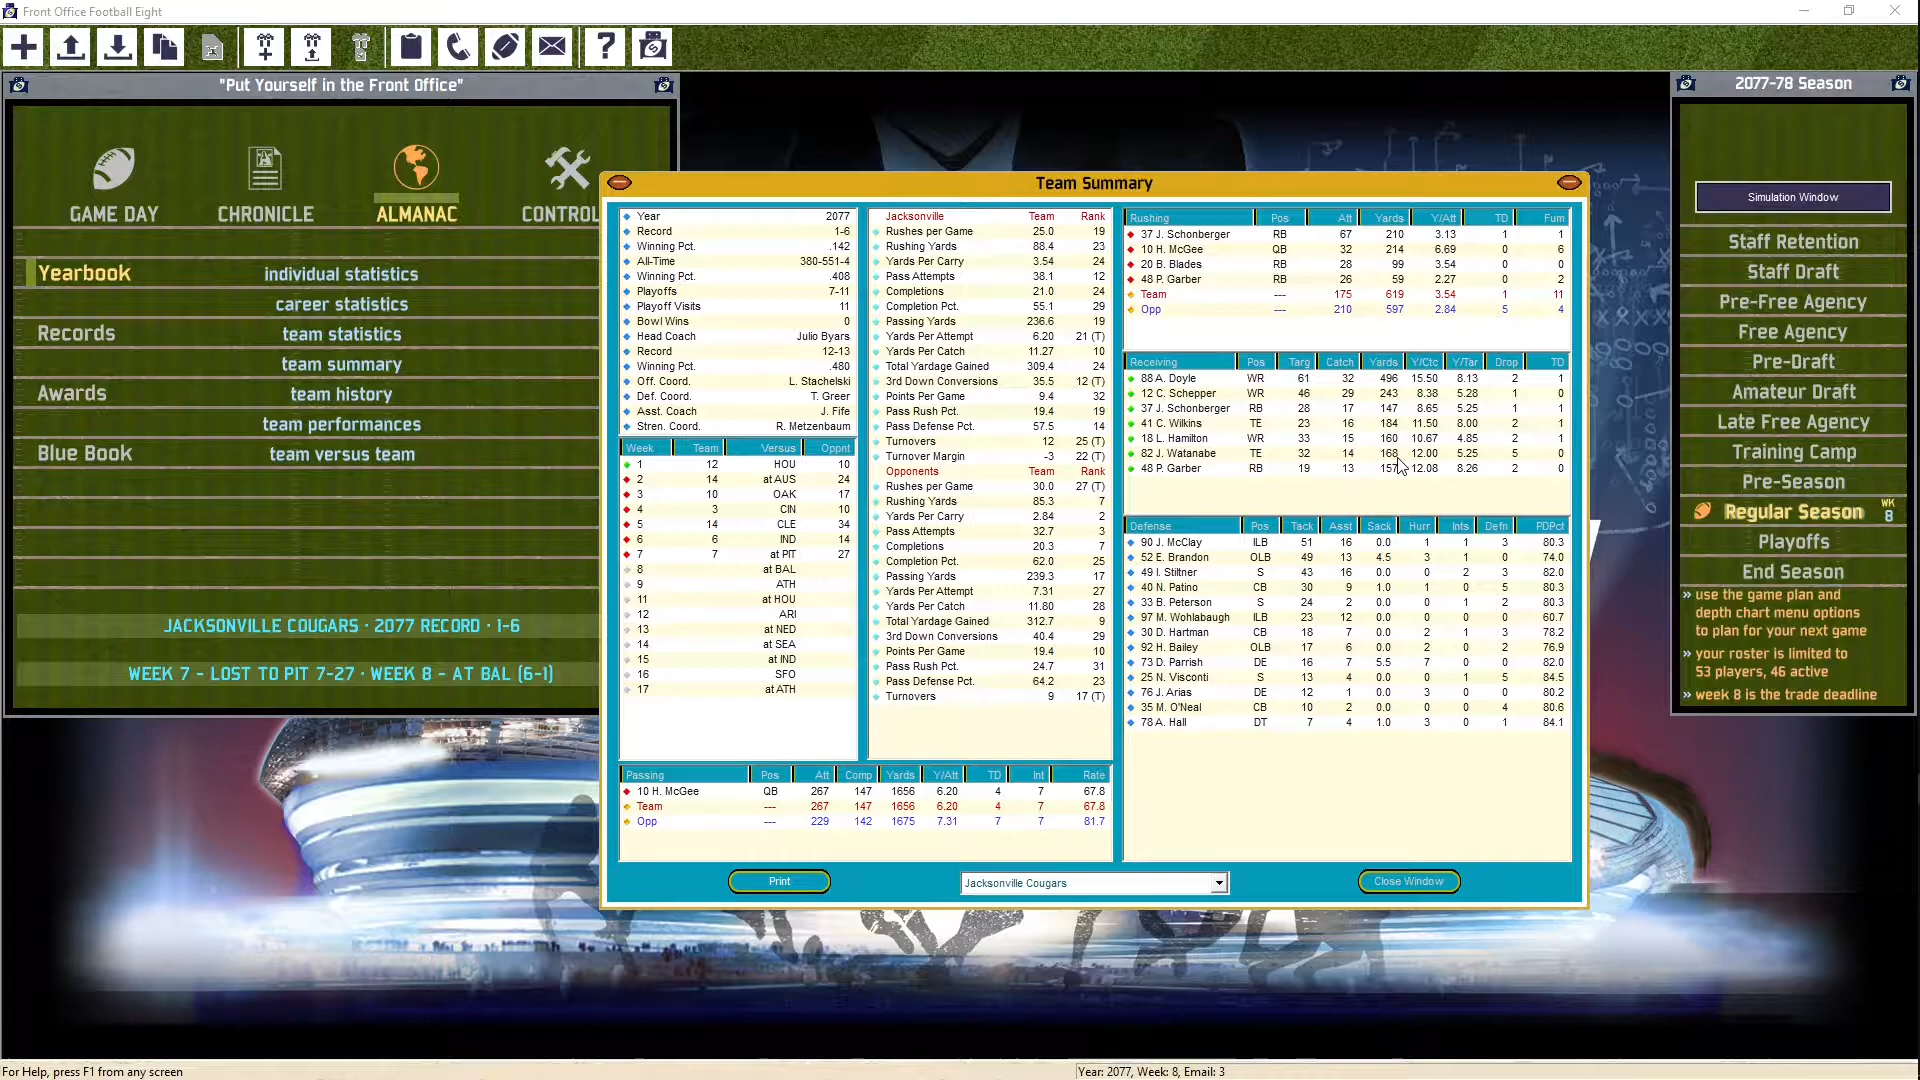 Front Office Football Eight
"Put Yourself in the Front Office"
GAME DAY CHRONICLE ALMANAC CONTROL
Yearbook individual statistics
career statistics
Records team statistics
team summary
Awards team history
team performances
Blue Book team versus team
JACKSONVILLE COUGARS · 2077 RECORD · 1-6
WEEK 7 - LOST TO PIT 7-27 · WEEK 8 - AT BAL (6-1)
Team Summary
Year 2077
Record 1-6
Winning Pct. .142
All-Time 380-551-4
Winning Pct. .408
Playoffs 7-11
Playoff Visits 11
Bowl Wins 0
Head Coach Julio Byars
Record 12-13
Winning Pct. .480
Off. Coord. L. Stachelski
Def. Coord. T. Greer
Asst. Coach J. Fife
Stren. Coord. R. Metzenbaum
Week Team Versus Oppnt
1 12 HOU 10
2 14 at AUS 24
3 10 OAK 17
4 3 CIN 10
5 14 CLE 34
6 6 IND 14
7 7 at PIT 27
8 at BAL
9 ATH
11 at HOU
12 ARI
13 at NED
14 at SEA
15 at IND
16 SFO
17 at ATH
Jacksonville Team Rank
Rushes per Game 25.0 19
Rushing Yards 88.4 23
Yards Per Carry 3.54 24
Pass Attempts 38.1 12
Completions 21.0 24
Completion Pct. 55.1 29
Passing Yards 236.6 19
Yards Per Attempt 6.20 21 (T)
Yards Per Catch 11.27 10
Total Yardage Gained 309.4 24
3rd Down Conversions 35.5 12 (T)
Points Per Game 9.4 32
Pass Rush Pct. 19.4 19
Pass Defense Pct. 57.5 14
Turnovers 12 25 (T)
Turnover Margin -3 22 (T)
Opponents Team Rank
Rushes per Game 30.0 27 (T)
Rushing Yards 85.3 7
Yards Per Carry 2.84 2
Pass Attempts 32.7 3
Completions 20.3 7
Completion Pct. 62.0 25
Passing Yards 239.3 17
Yards Per Attempt 7.31 27
Yards Per Catch 11.80 28
Total Yardage Gained 312.7 9
3rd Down Conversions 40.4 29
Points Per Game 19.4 10
Pass Rush Pct. 24.7 31
Pass Defense Pct. 64.2 23
Turnovers 9 17 (T)
Passing Pos Att Comp Yards Y/Att TD Int Rate
10 H. McGee QB 267 147 1656 6.20 4 7 67.8
Team --- 267 147 1656 6.20 4 7 67.8
Opp --- 229 142 1675 7.31 7 7 81.7
Rushing Pos Att Yards Y/Att TD Fum
37 J. Schonberger RB 67 210 3.13 1 1
10 H. McGee QB 32 214 6.69 0 6
20 B. Blades RB 28 99 3.54 0 0
48 P. Garber RB 26 59 2.27 0 2
Team --- 175 619 3.54 1 11
Opp --- 210 597 2.84 5 4
Receiving Pos Targ Catch Yards Y/Ctc Y/Tar Drop TD
88 A. Doyle WR 61 32 496 15.50 8.13 2 1
12 C. Schepper WR 46 29 243 8.38 5.28 1 0
37 J. Schonberger RB 28 17 147 8.65 5.25 1 1
41 C. Wilkins TE 23 16 184 11.50 8.00 2 1
18 L. Hamilton WR 33 15 160 10.67 4.85 2 1
82 J. Watanabe TE 32 14 168 12.00 5.25 5 0
48 P. Garber RB 19 13 157 12.08 8.26 2 0
Defense Pos Tack Asst Sack Hurr Ints Defn PDPct
90 J. McClay ILB 51 16 0.0 1 1 3 80.3
52 E. Brandon OLB 49 13 4.5 3 1 0 74.0
49 I. Stiltner S 43 16 0.0 0 2 3 82.0
40 N. Patino CB 30 9 1.0 1 0 5 80.3
33 B. Peterson S 24 2 0.0 0 1 2 80.3
97 M. Wohlabaugh ILB 23 12 0.0 0 0 0 60.7
30 D. Hartman CB 18 7 0.0 2 1 3 78.2
92 H. Bailey OLB 17 6 0.0 2 0 2 76.9
73 D. Parrish DE 16 7 5.5 7 0 0 82.0
25 N. Visconti S 13 4 0.0 0 1 5 84.5
76 J. Arias DE 12 1 0.0 3 0 0 80.2
35 M. O'Neal CB 10 2 0.0 0 0 4 80.6
78 A. Hall DT 7 4 1.0 3 0 1 84.1
Print Jacksonville Cougars Close Window
2077-78 Season
Simulation Window
Staff Retention
Staff Draft
Pre-Free Agency
Free Agency
Pre-Draft
Amateur Draft
Late Free Agency
Training Camp
Pre-Season
Regular Season WK 8
Playoffs
End Season
» use the game plan and
depth chart menu options
to plan for your next game
» your roster is limited to
53 players, 46 active
» week 8 is the trade deadline
For Help, press F1 from any screen
Year: 2077, Week: 8, Email: 3